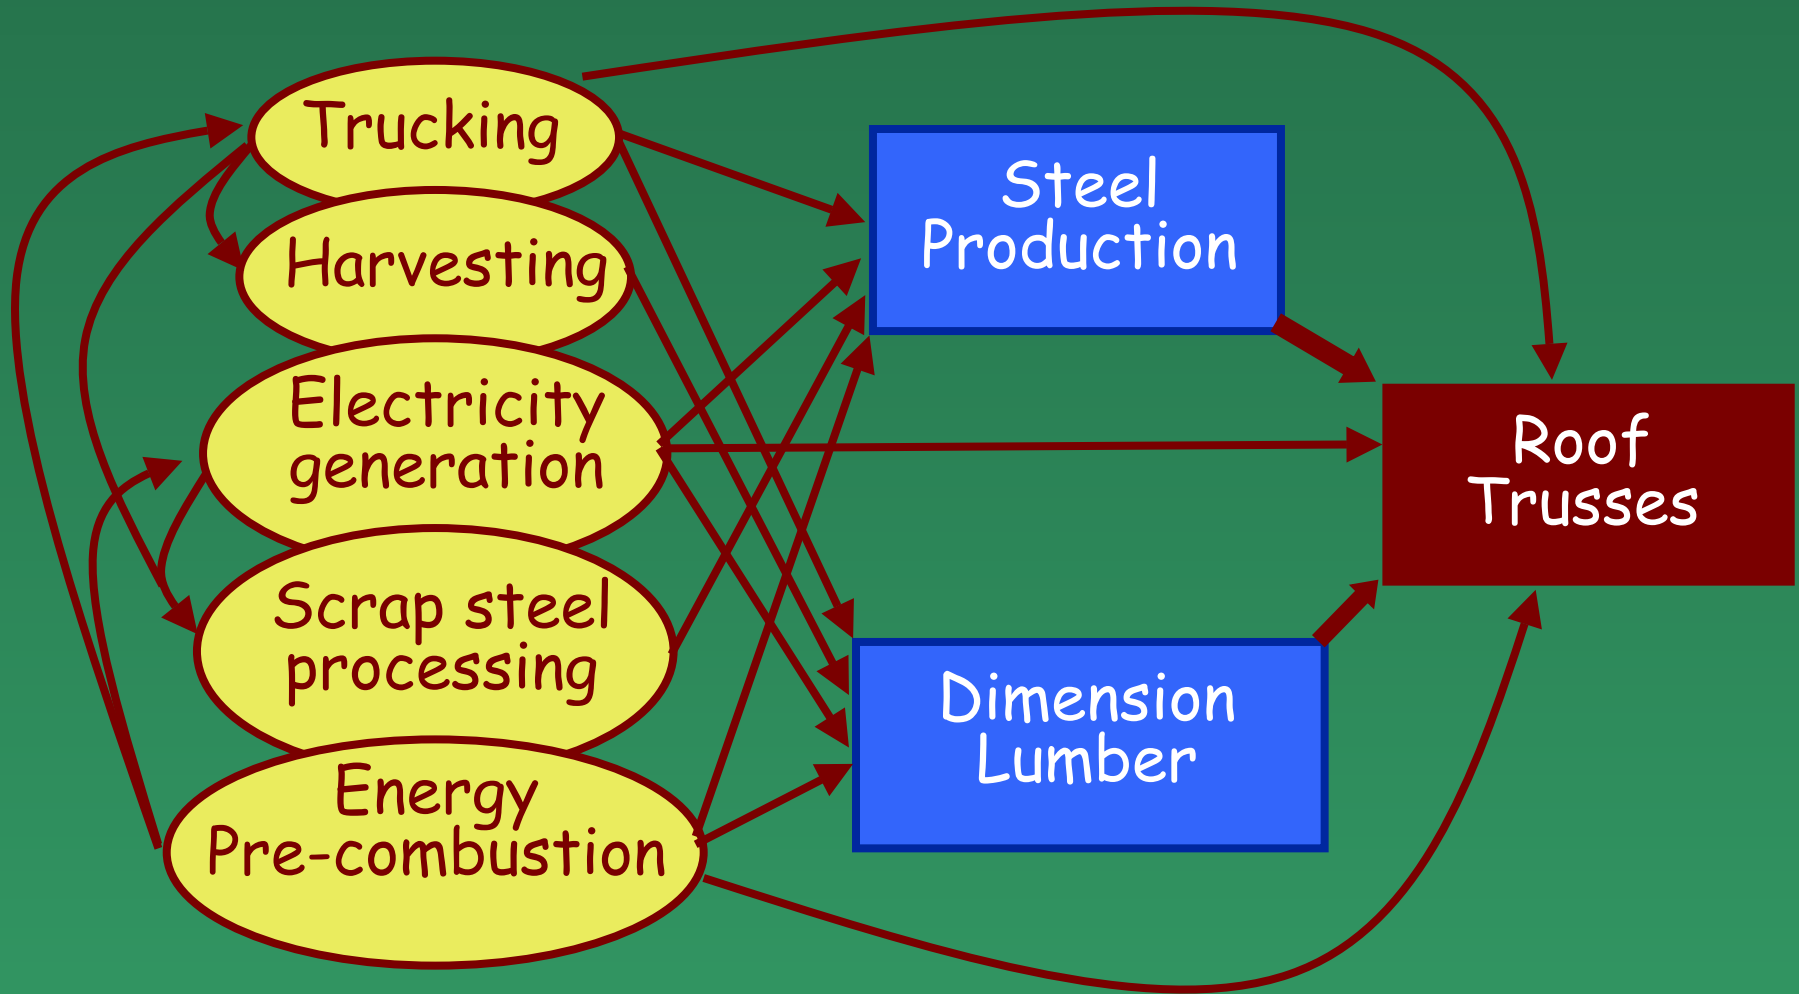 Trucking
Harvesting
Electricity
generation
Scrap steel
processing
Energy
Pre-combustion
Steel
Production
Dimension
Lumber
Roof
Trusses